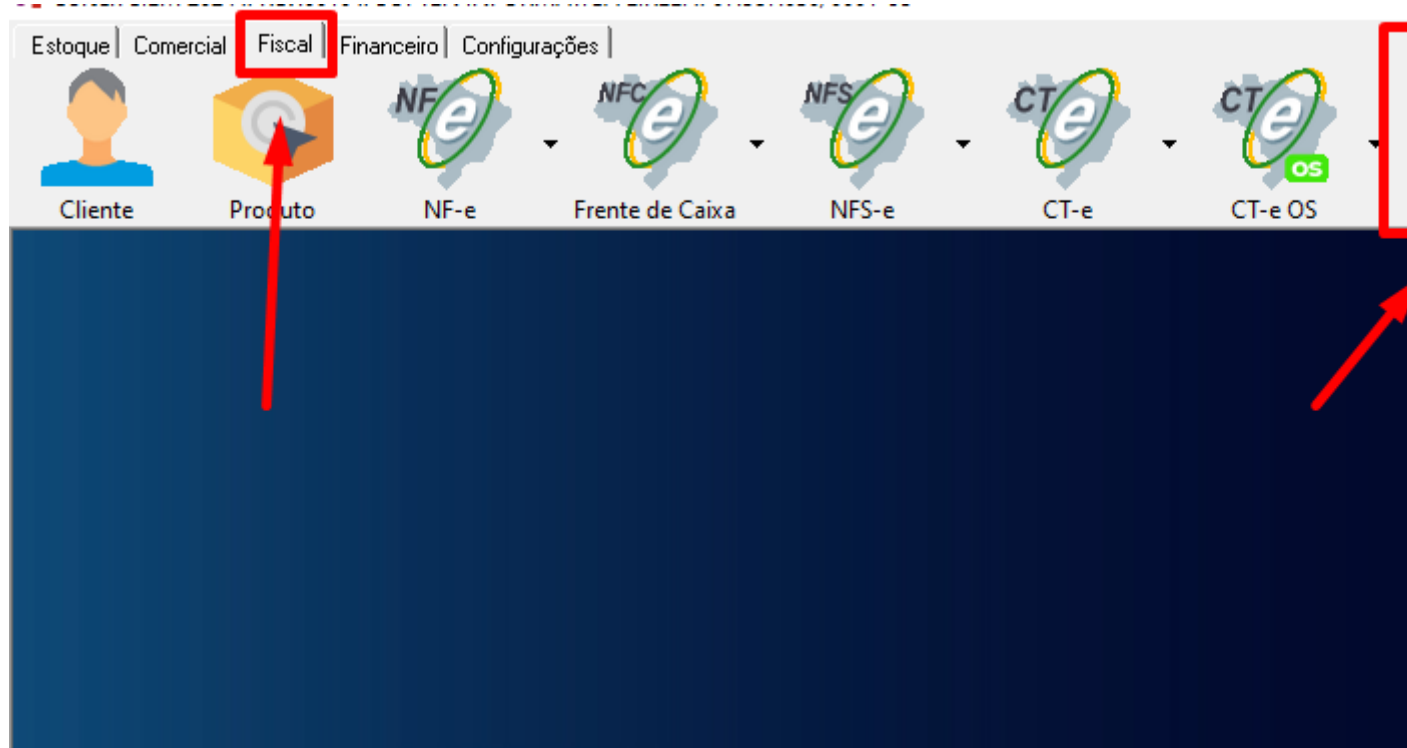 Estoque Comercial Fiscal Financeiro Configurações
NF e NFC e NFS e CT e CT e os
Cliente Produto NF-e Frente de Caixa NFS-e CT-e CT-e OS